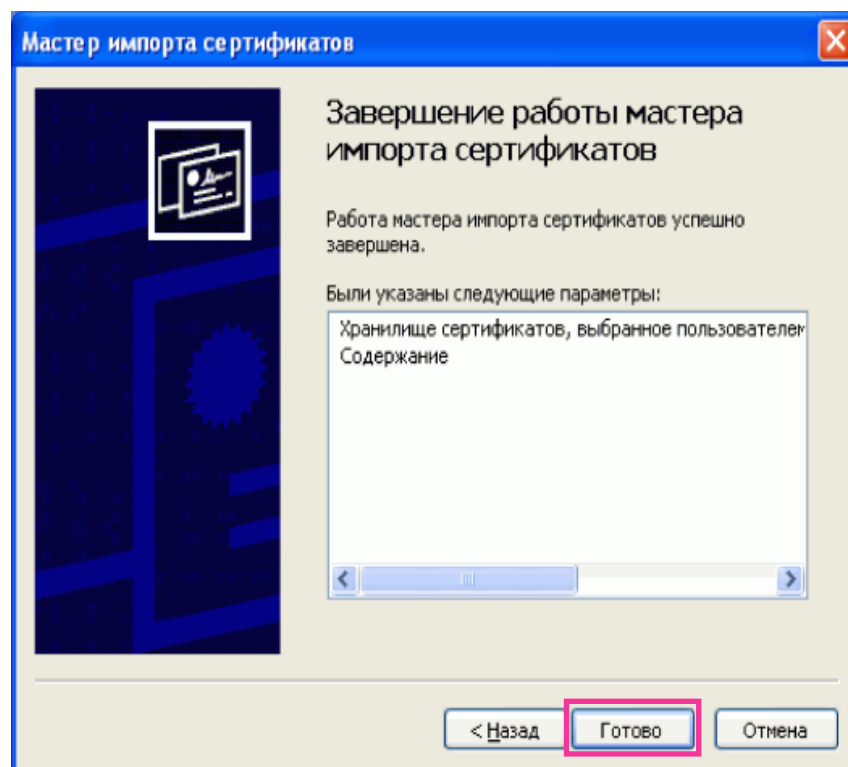 Мастер импорта сертификатов
Завершение работы мастера
импорта сертификатов
Работа мастера импорта сертификатов успешно
завершена.
Были указаны следующие параметры:
Хранилище сертификатов, выбранное пользователем
Содержание
< Назад
Готово
Отмена